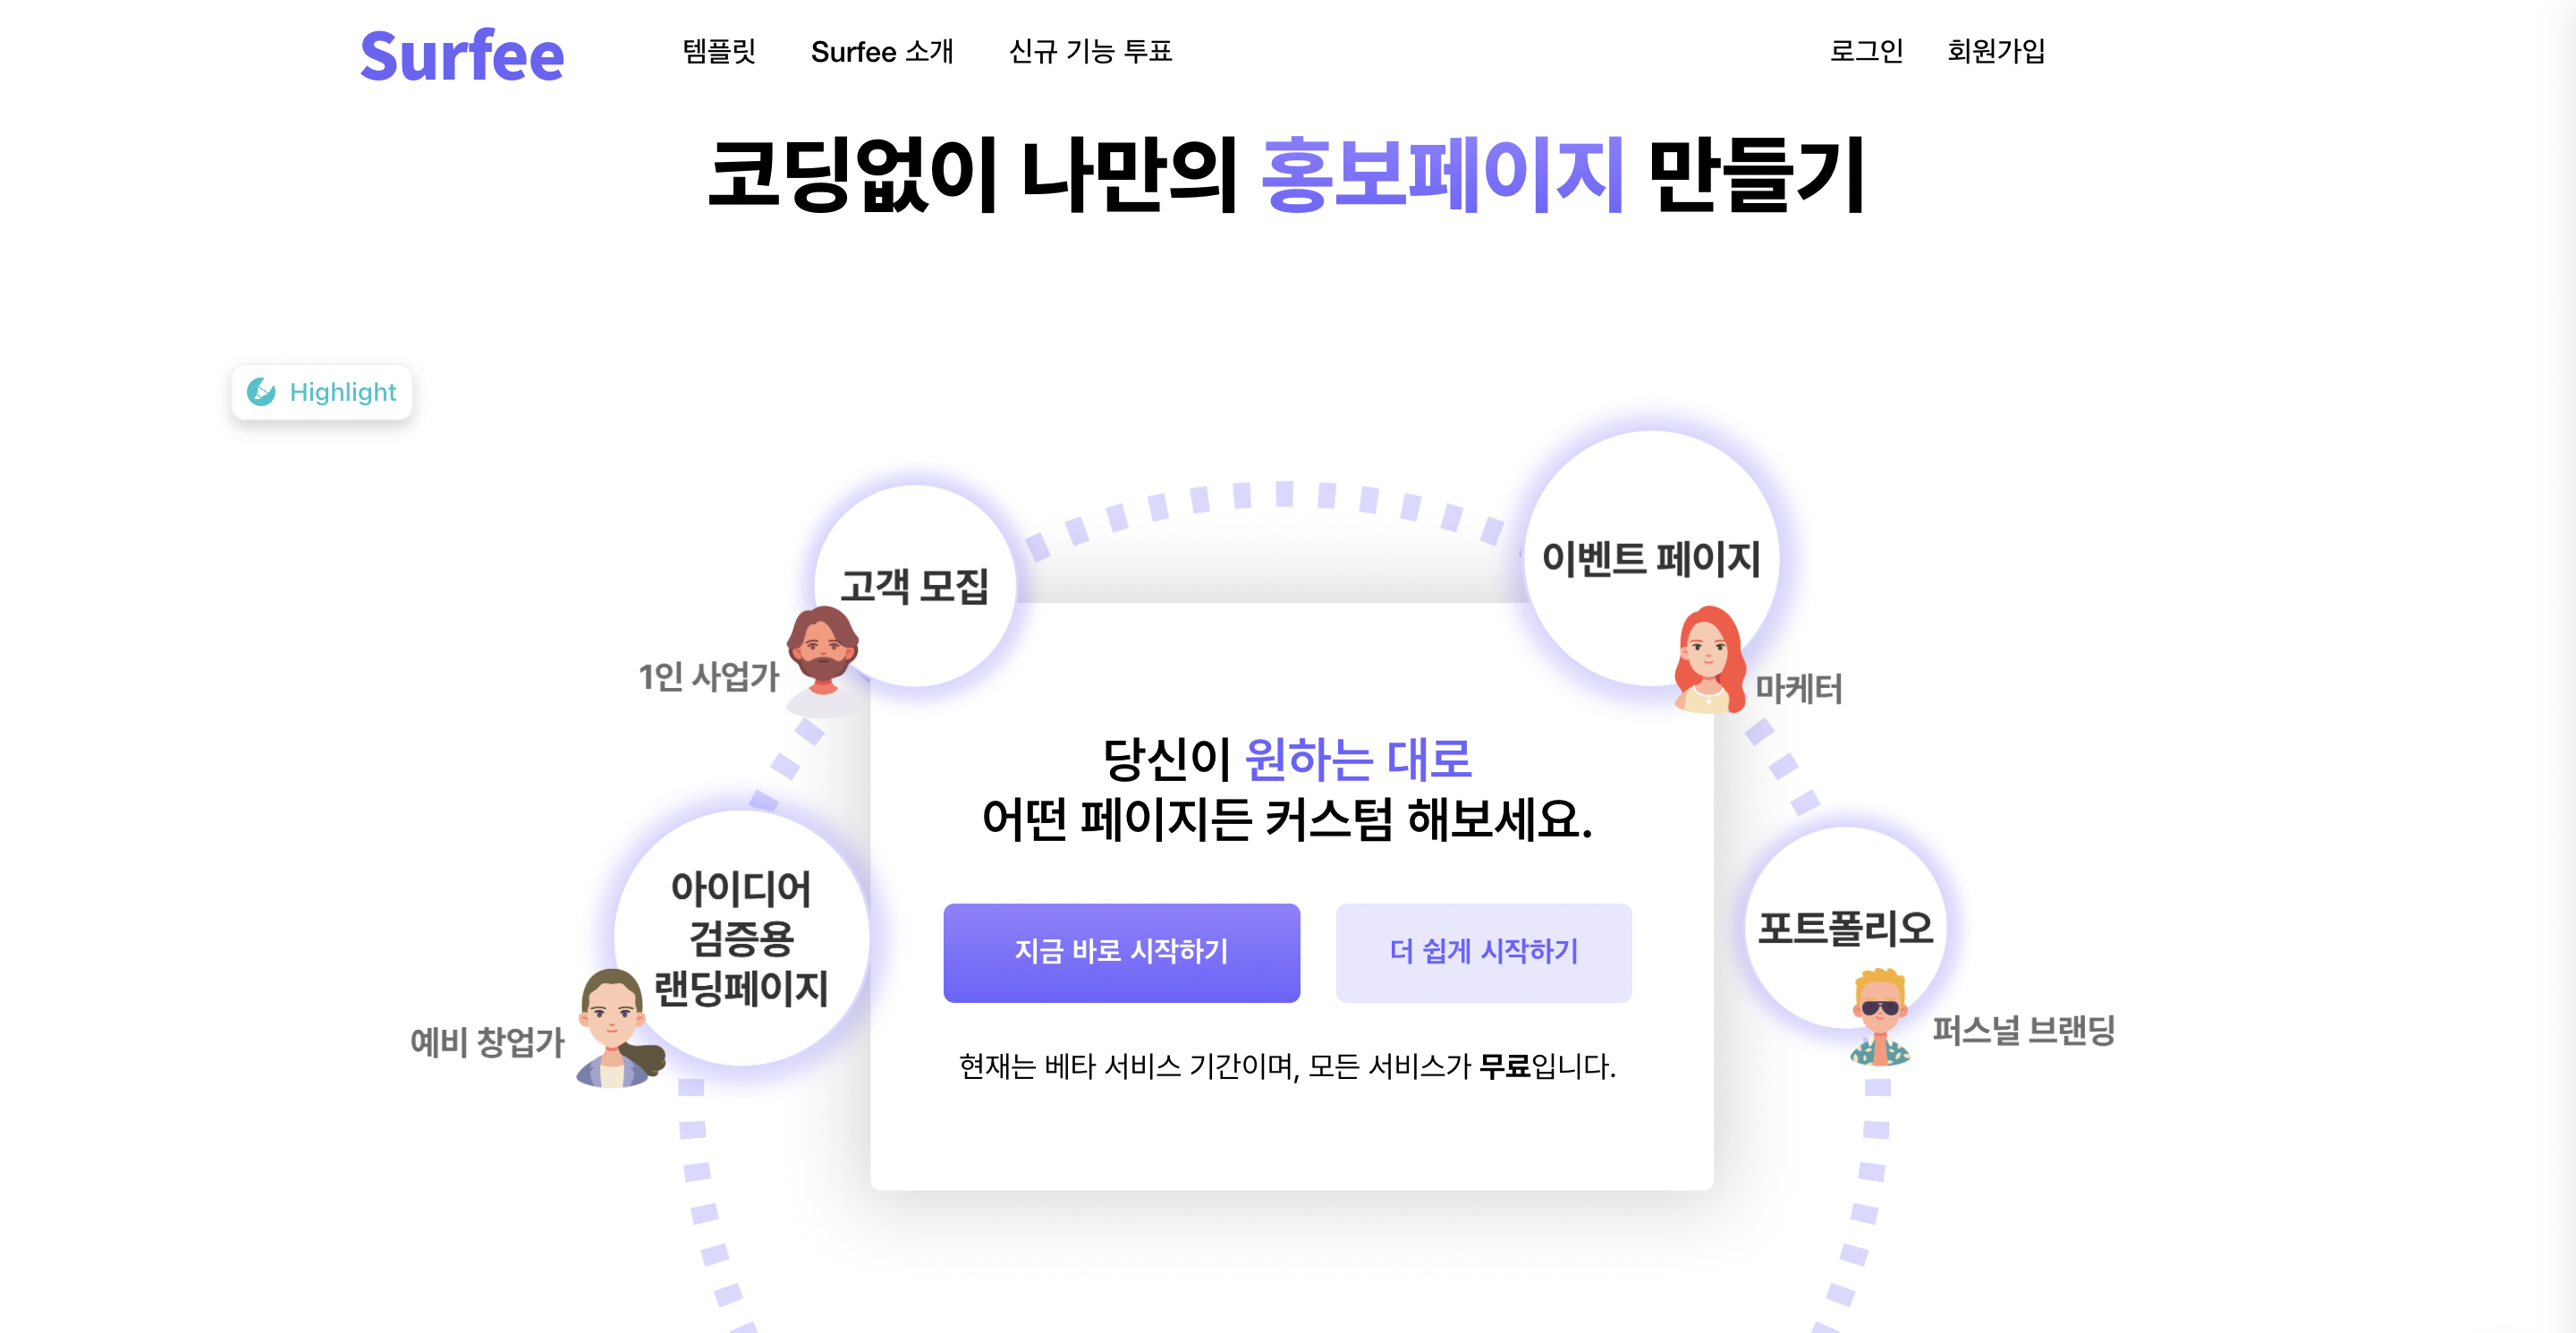 Surfee
템플릿
Surfee 소개
신규 기능 투표
로그인
회원가입
코딩없이 나만의 홍보페이지 만들기
Highlight
고객 모집
이벤트 페이지
1인 사업가
마케터
당신이 원하는 대로
어떤 페이지든 커스텀 해보세요.
아이디어
검증용
랜딩페이지
지금 바로 시작하기
더 쉽게 시작하기
포트폴리오
예비 창업가
퍼스널 브랜딩
현재는 베타 서비스 기간이며, 모든 서비스가 무료입니다.